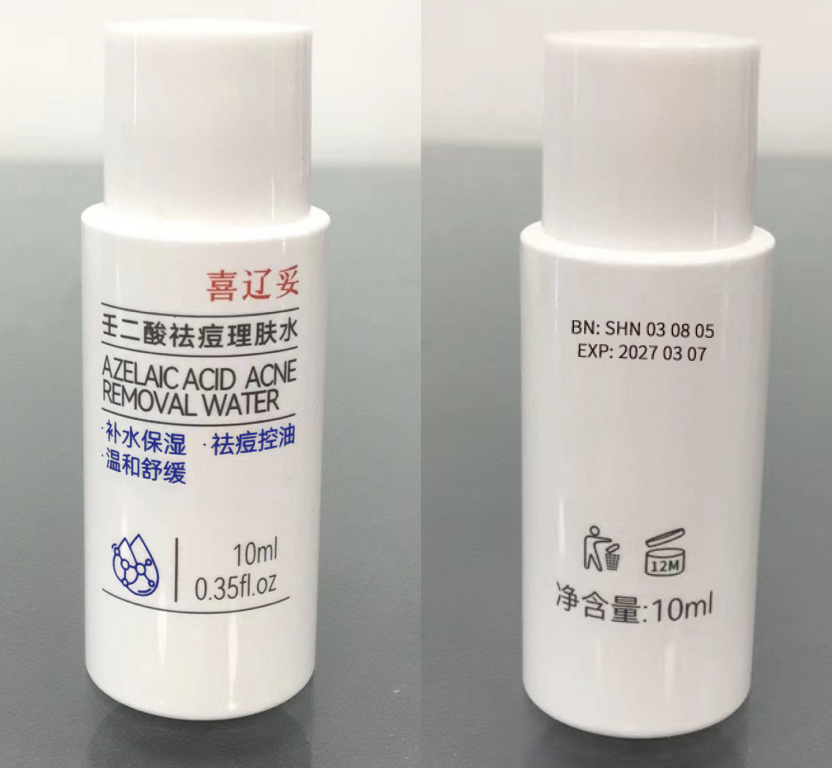 喜辽妥
壬二酸祛痘理肤水
AZELAIC ACID ACNE
REMOVAL WATER
·补水保湿 ·祛痘控油
·温和舒缓
10ml
0.35fl.oz
BN: SHN 03 08 05
EXP: 2027 03 07
12M
净含量:10ml